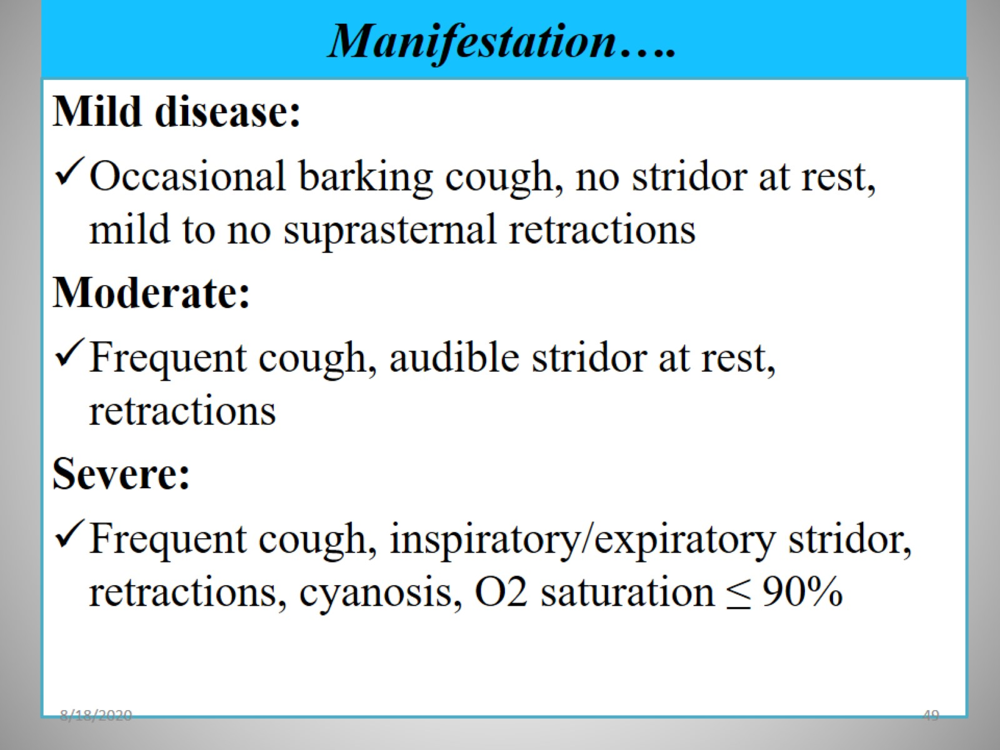 Manifestation….
Mild disease:
✓Occasional barking cough, no stridor at rest,
mild to no suprasternal retractions
Moderate:
✓Frequent cough, audible stridor at rest,
retractions
Severe:
✓Frequent cough, inspiratory/expiratory stridor,
retractions, cyanosis, O2 saturation ≤ 90%
8/18/2020
49